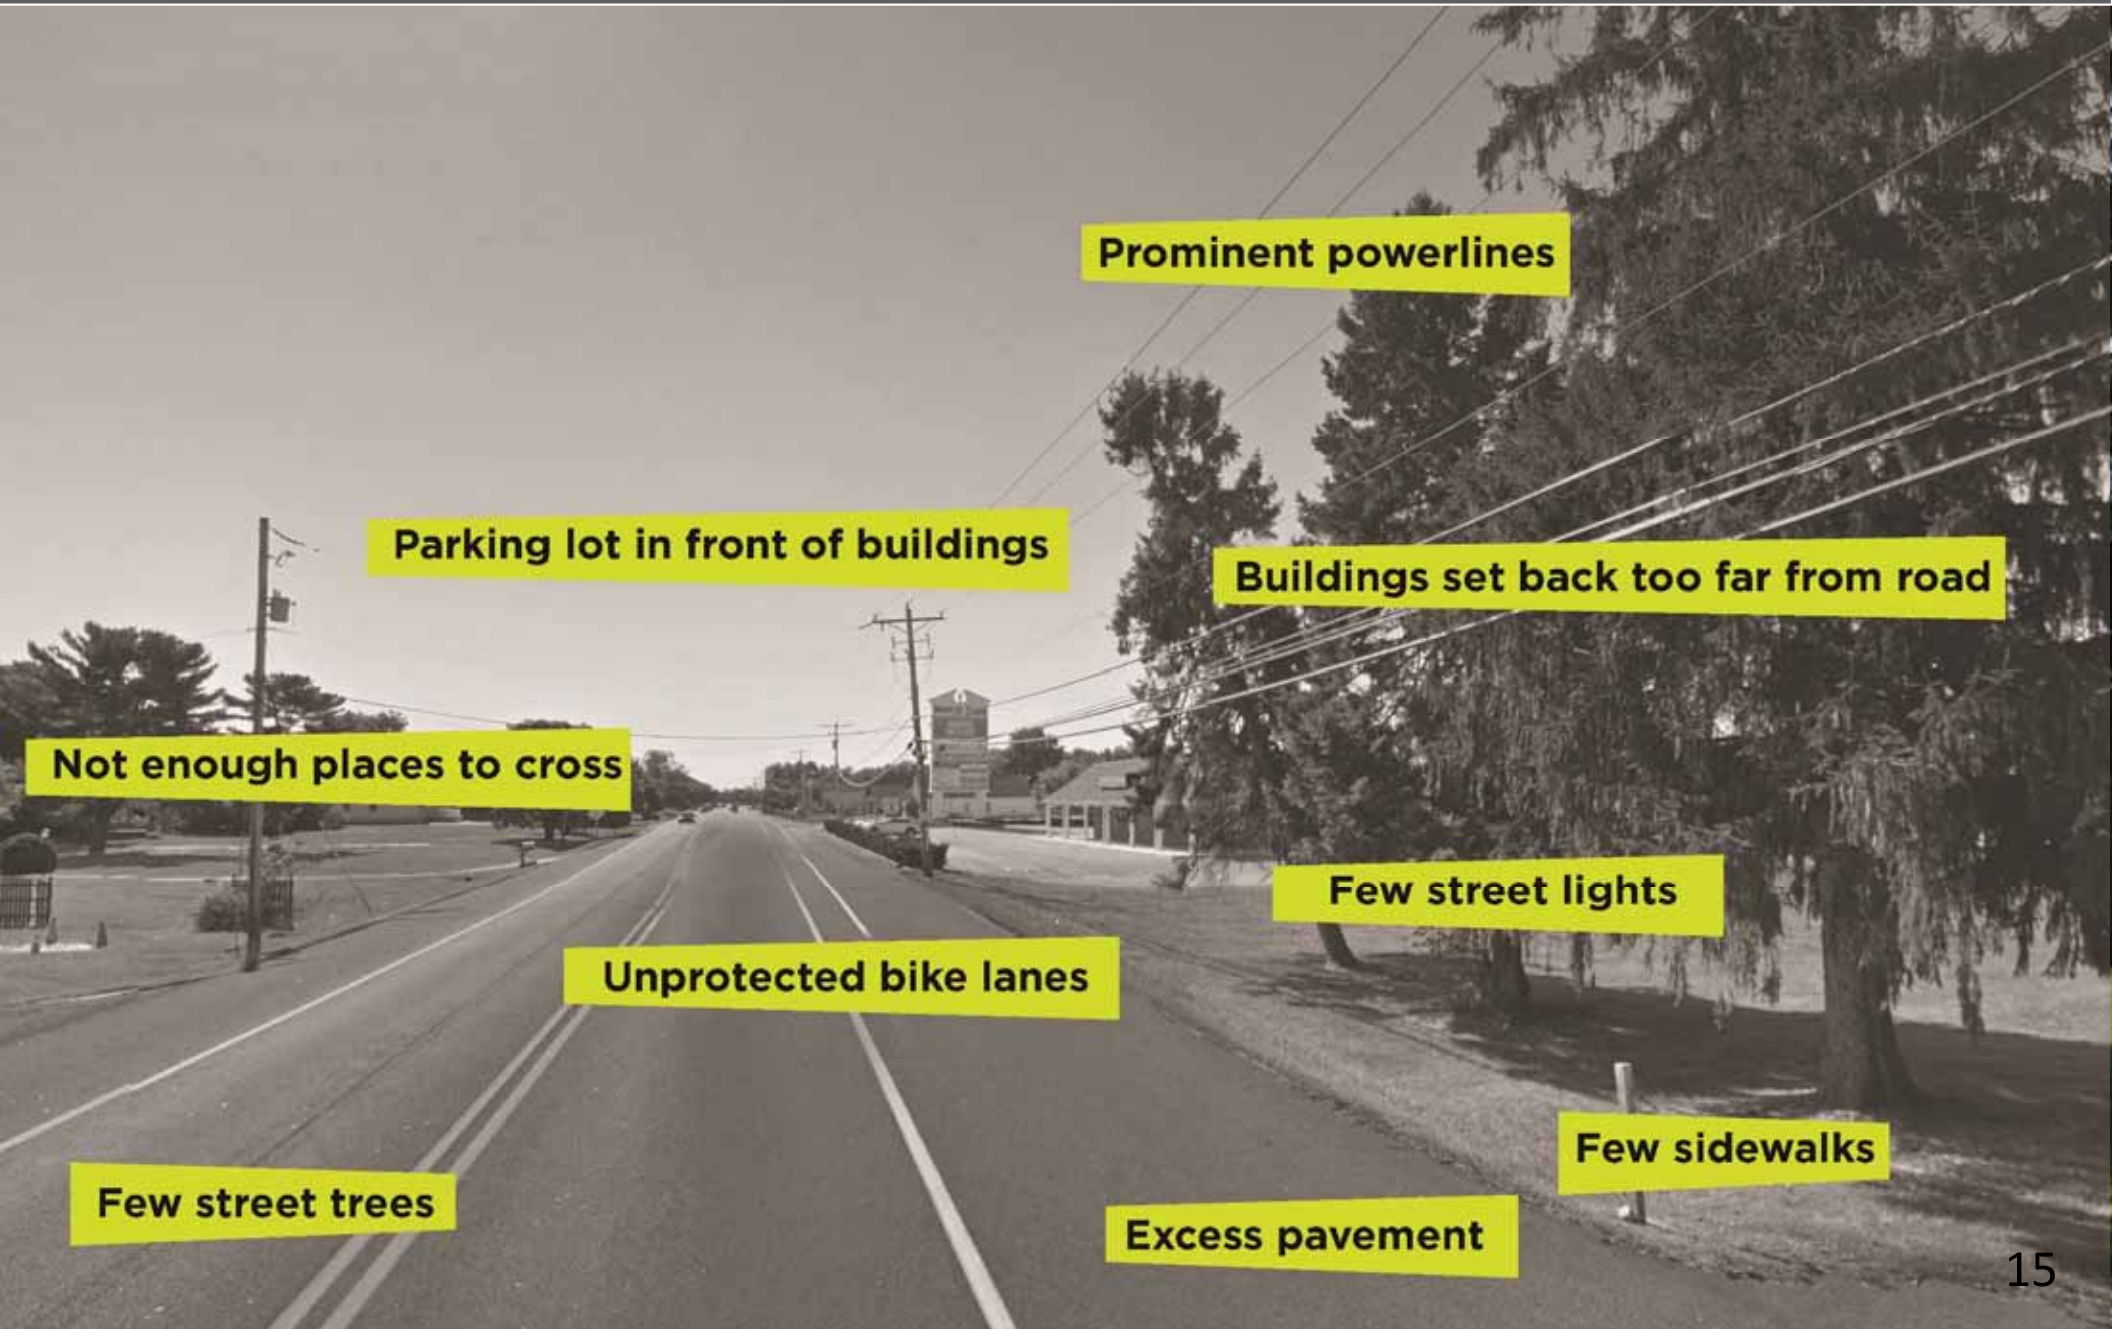 Prominent powerlines
Parking lot in front of buildings
Buildings set back too far from road
Not enough places to cross
Few street lights
Unprotected bike lanes
Few sidewalks
Few street trees
Excess pavement
15